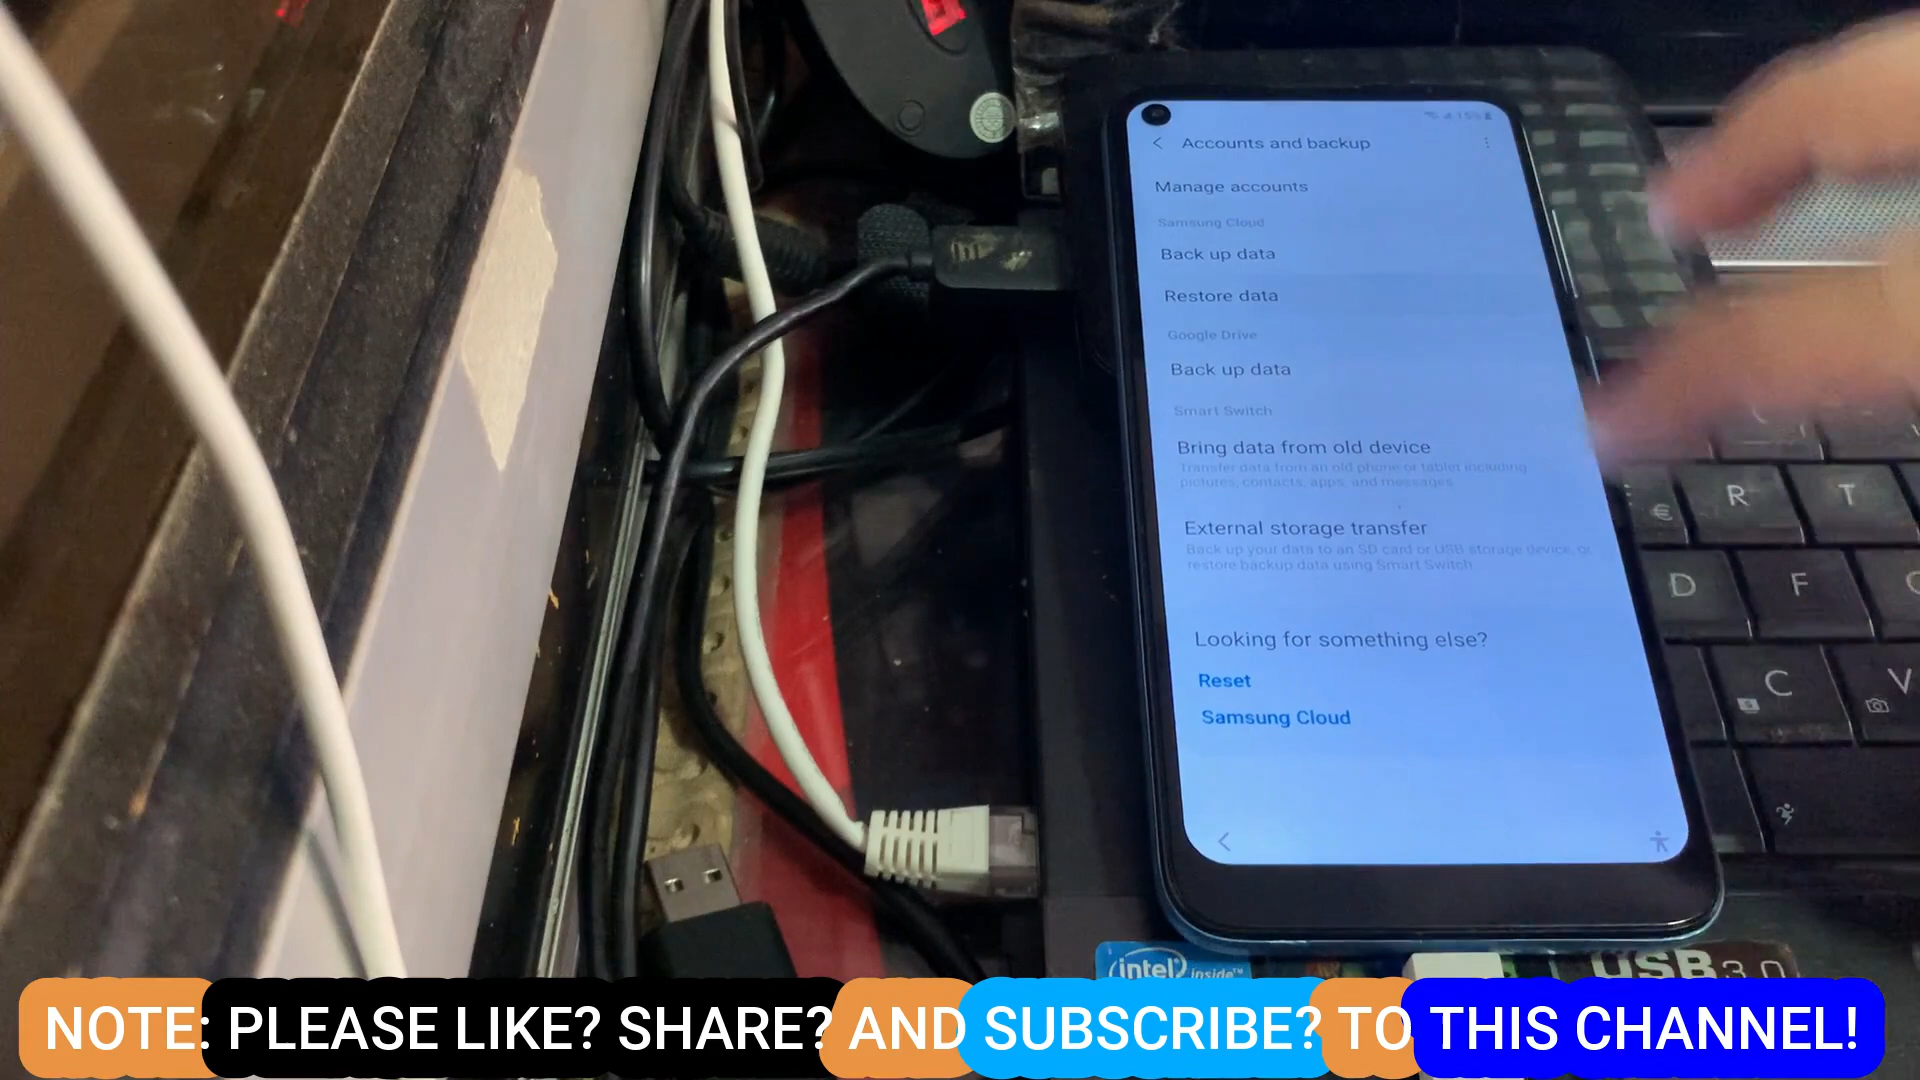 15%
Accounts and backup
Manage accounts
Samsung Cloud
Back up data
Restore data
Google Drive
Back up data
Smart Switch
Bring data from old device
Transfer data from an old phone or tablet including
pictures, contacts, apps, and messages.
External storage transfer
Back up your data to an SD card or USB storage device, or
restore backup data using Smart Switch.
Looking for something else?
Reset
Samsung Cloud
R T
€
D F
C V
intel inside™
USB 3.0
NOTE: PLEASE LIKE? SHARE? AND SUBSCRIBE? TO THIS CHANNEL!